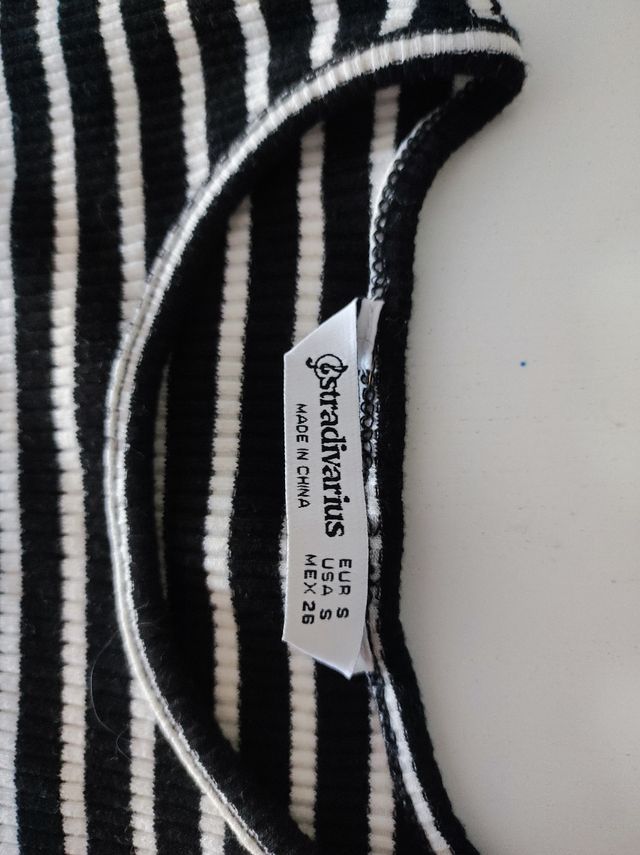 stradivarius
MADE IN CHINA
EUR S
USA S
MEX 26